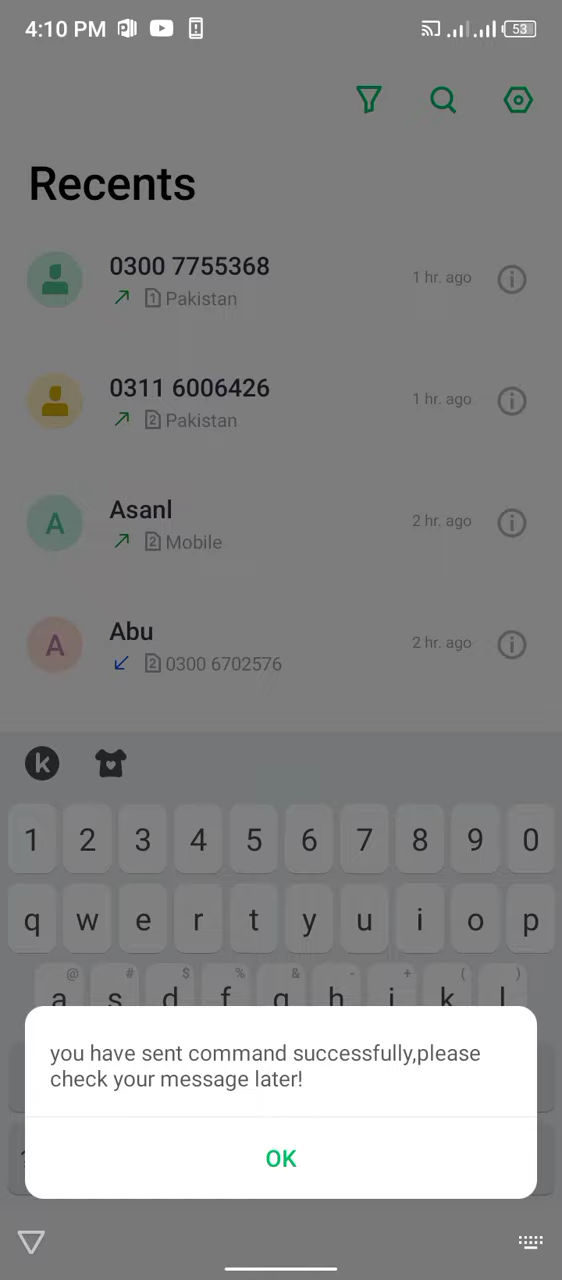 4:10 PM
53
Recents
0300 7755368
1 hr. ago
1 Pakistan
0311 6006426
1 hr. ago
2 Pakistan
A
Asanl
2 hr. ago
2 Mobile
A
Abu
2 hr. ago
2 0300 6702576
k
1 2 3 4 5 6 7 8 9 0
q w e r t y u i o p
@ # $ % & - + ( )
a s d f g h j k l
you have sent command successfully,please
check your message later!
OK